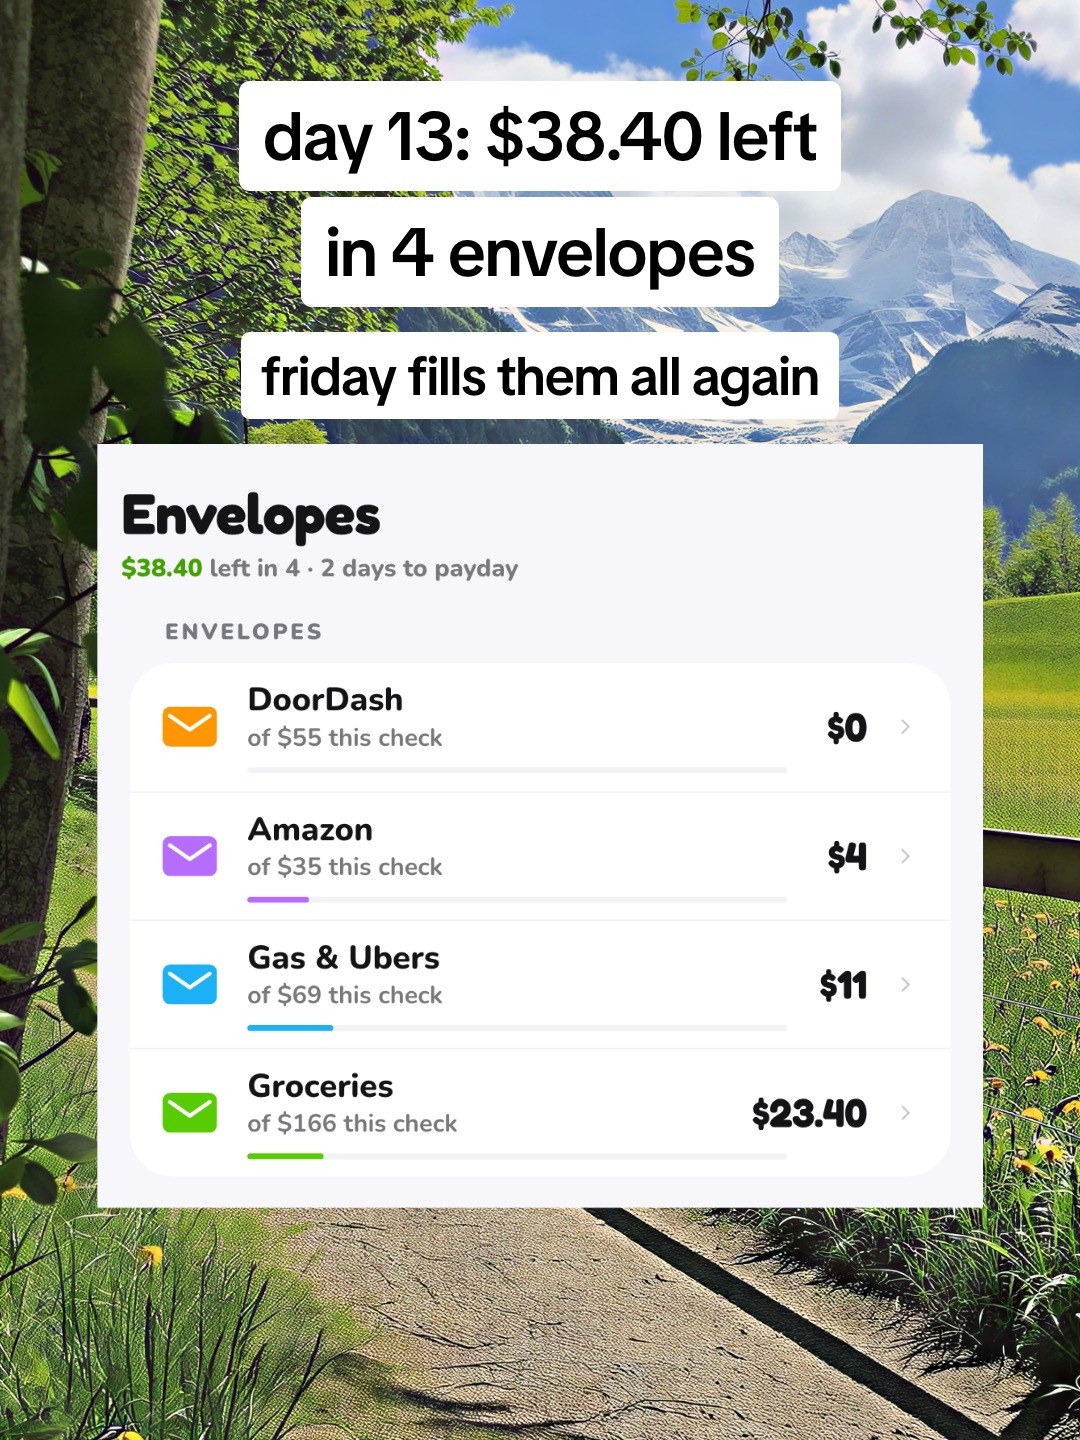 day 13: $38.40 left
in 4 envelopes
friday fills them all again
Envelopes
$38.40 left in 4 · 2 days to payday
ENVELOPES
DoorDash
of $55 this check
$0
Amazon
of $35 this check
$4
Gas & Ubers
of $69 this check
$11
Groceries
of $166 this check
$23.40